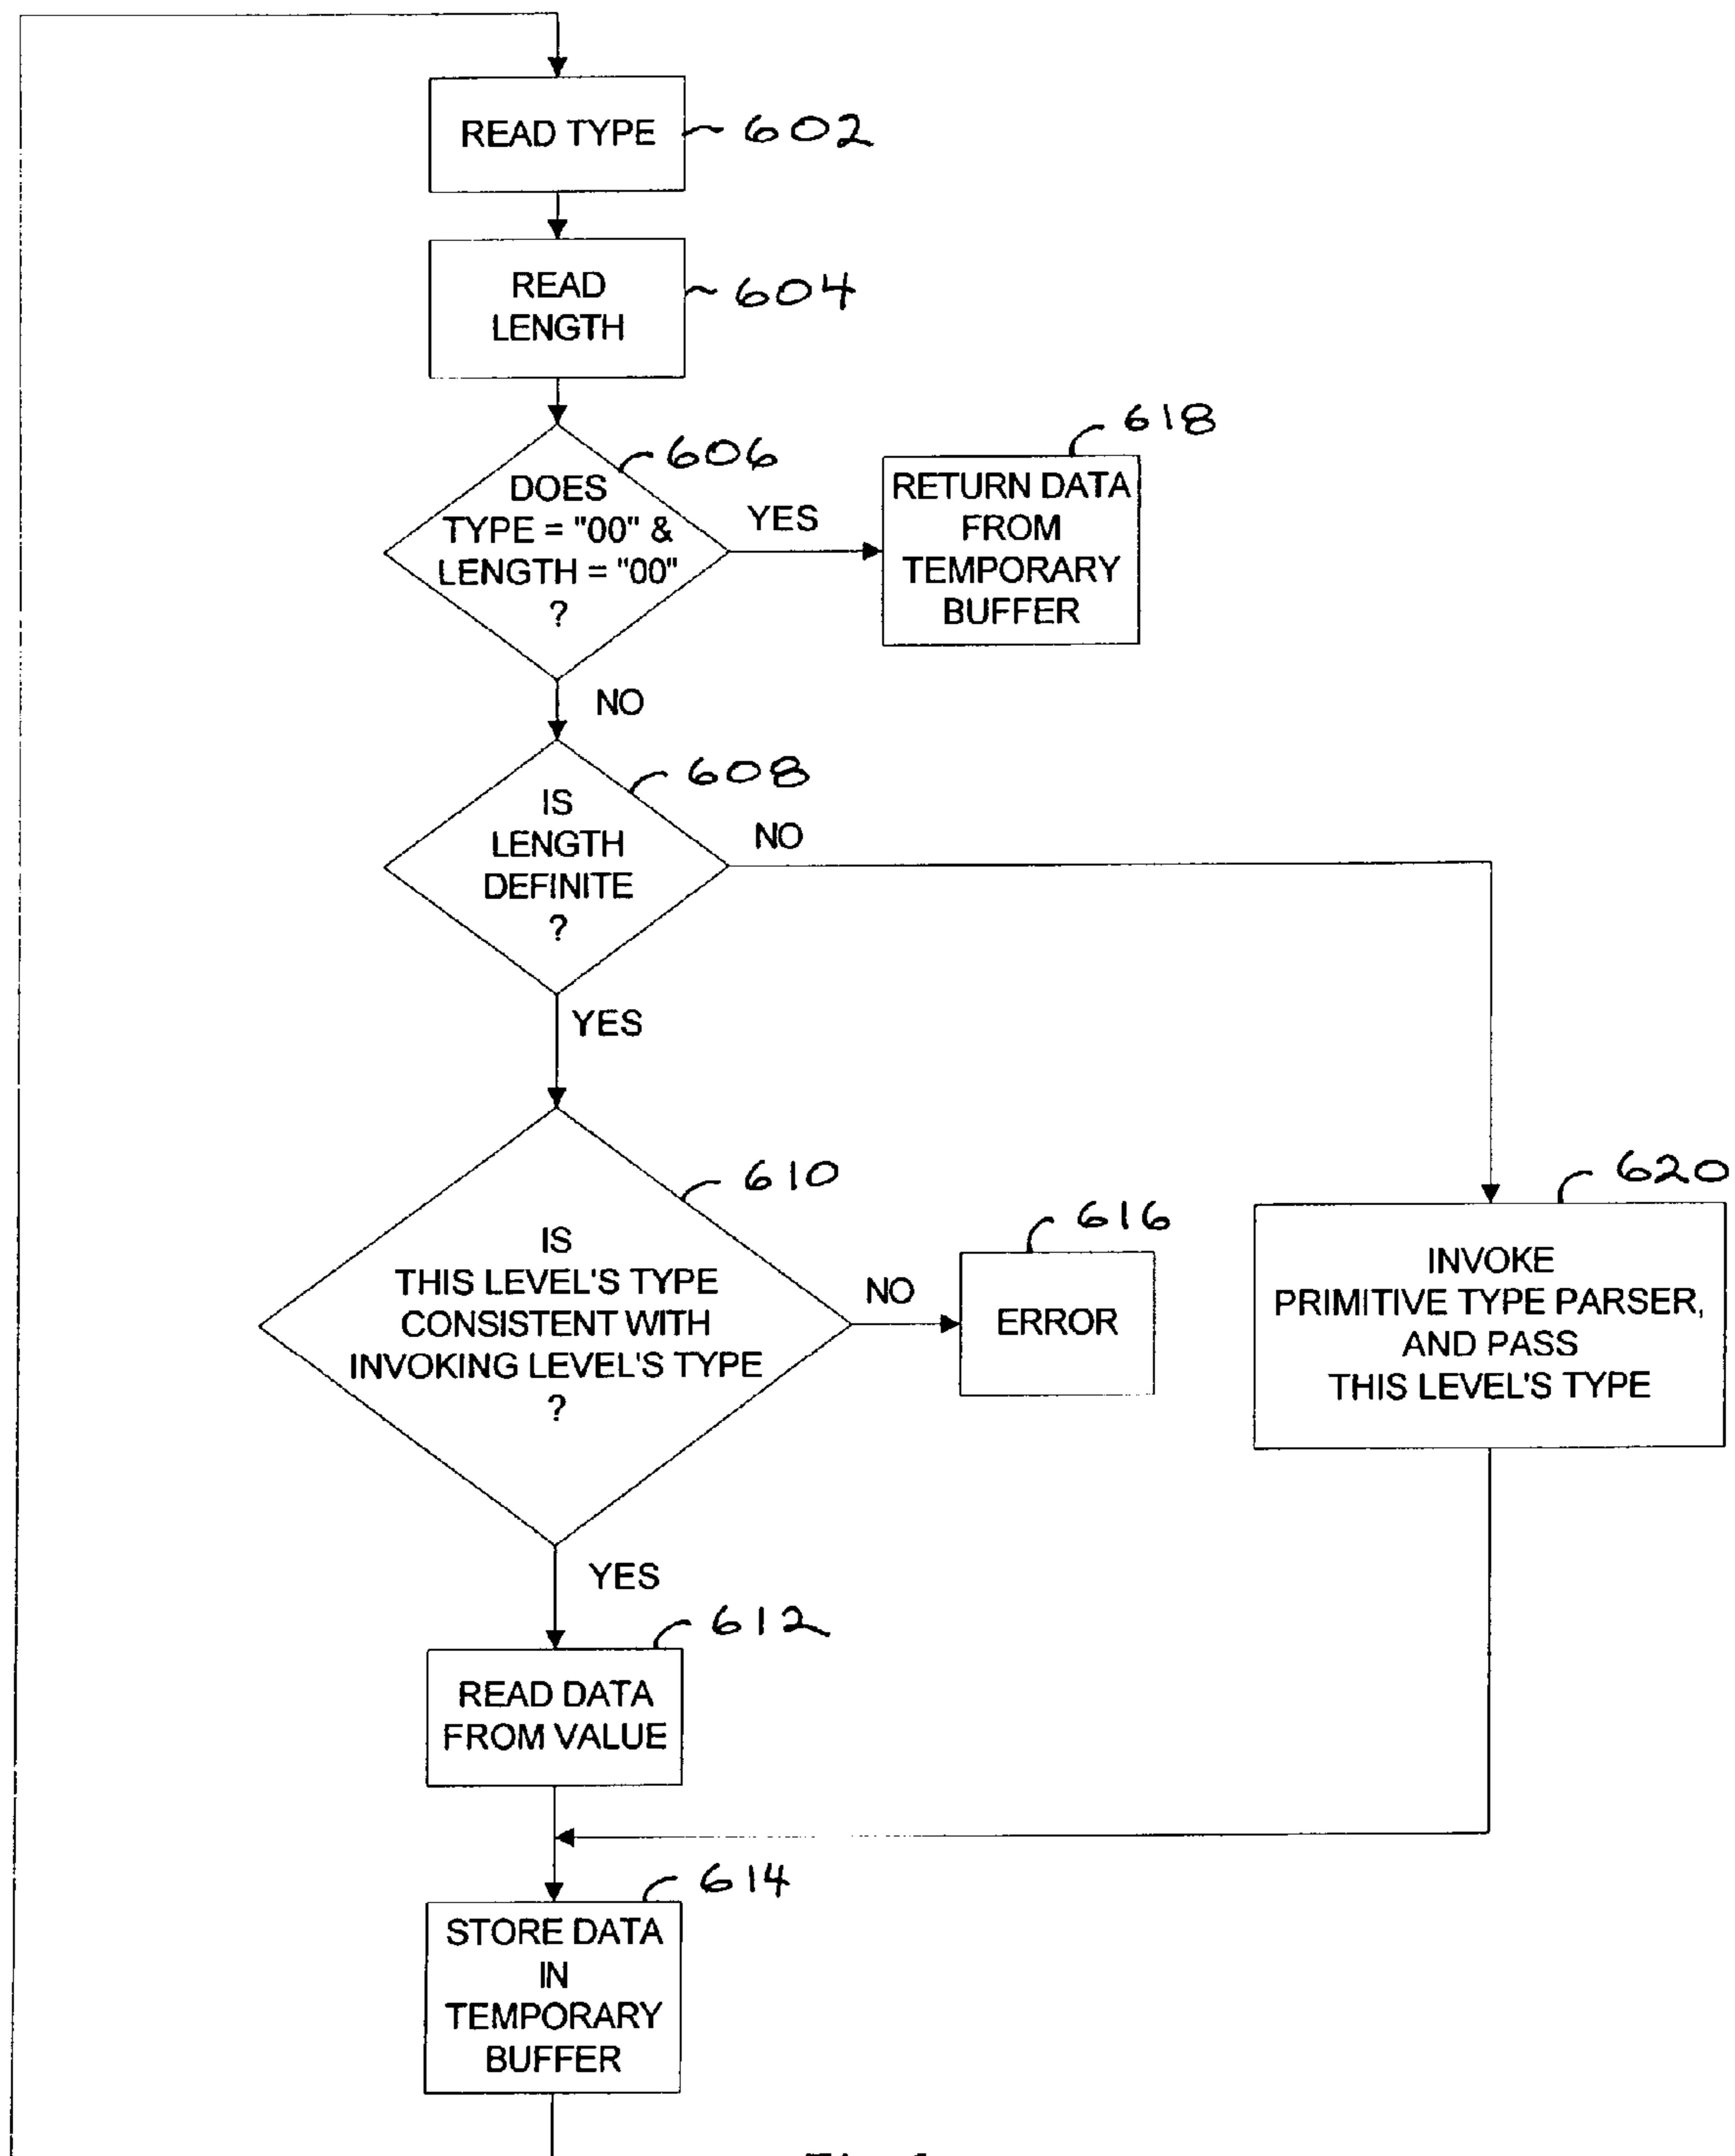 READ TYPE
602
READ
LENGTH
604
606
DOES
TYPE = "00" &
LENGTH = "00"
?
YES
618
RETURN DATA
FROM
TEMPORARY
BUFFER
NO
608
IS
LENGTH
DEFINITE
?
NO
YES
610
IS
THIS LEVEL'S TYPE
CONSISTENT WITH
INVOKING LEVEL'S TYPE
?
NO
616
ERROR
620
INVOKE
PRIMITIVE TYPE PARSER,
AND PASS
THIS LEVEL'S TYPE
YES
612
READ DATA
FROM VALUE
614
STORE DATA
IN
TEMPORARY
BUFFER